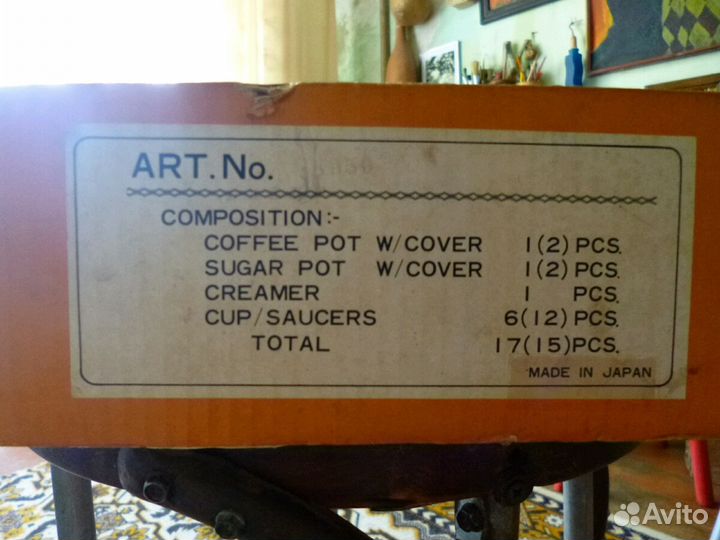 ART.No.
COMPOSITION:-
COFFEE POT W/COVER 1(2)PCS.
SUGAR POT W/COVER 1(2)PCS.
CREAMER 1 PCS.
CUP/SAUCERS 6(12)PCS.
TOTAL 17(15)PCS.
MADE IN JAPAN
Avito